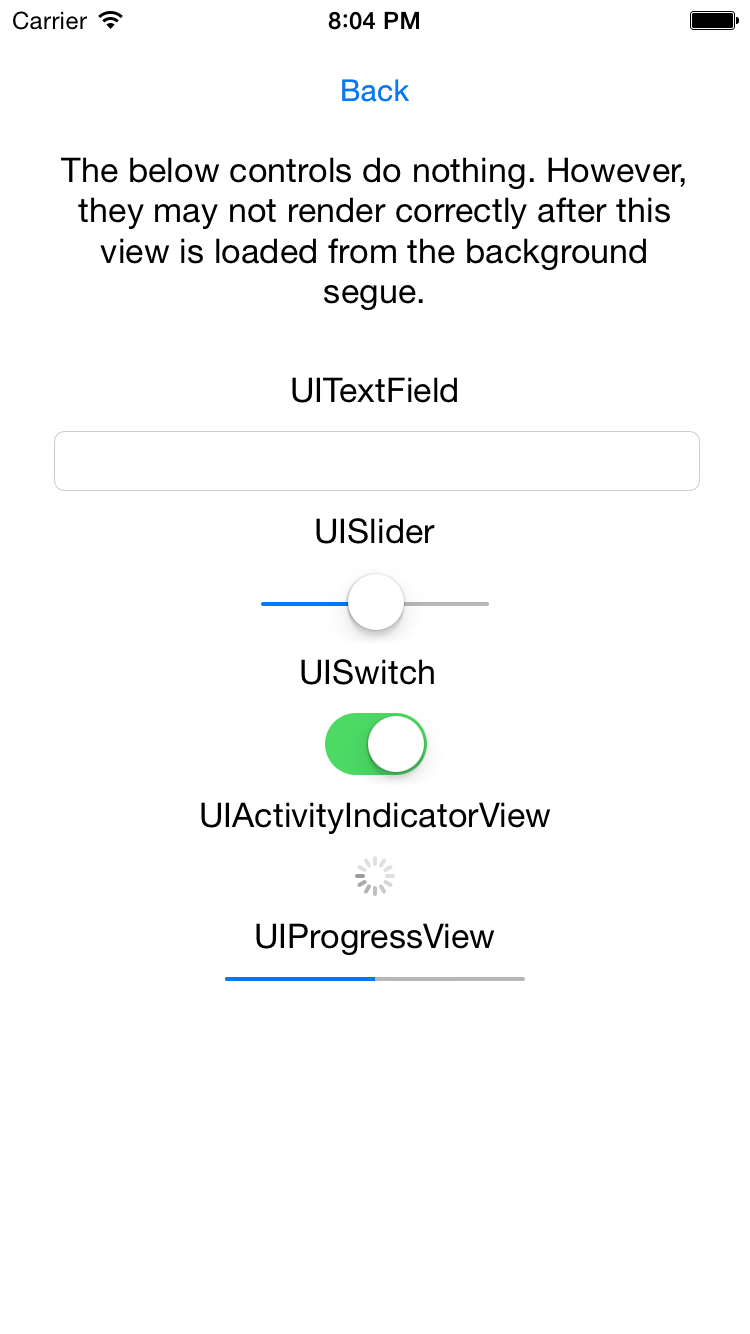 Carrier 8:04 PM
Back
The below controls do nothing. However,
they may not render correctly after this
view is loaded from the background
segue.
UITextField
UISlider
UISwitch
UIActivityIndicatorView
UIProgressView